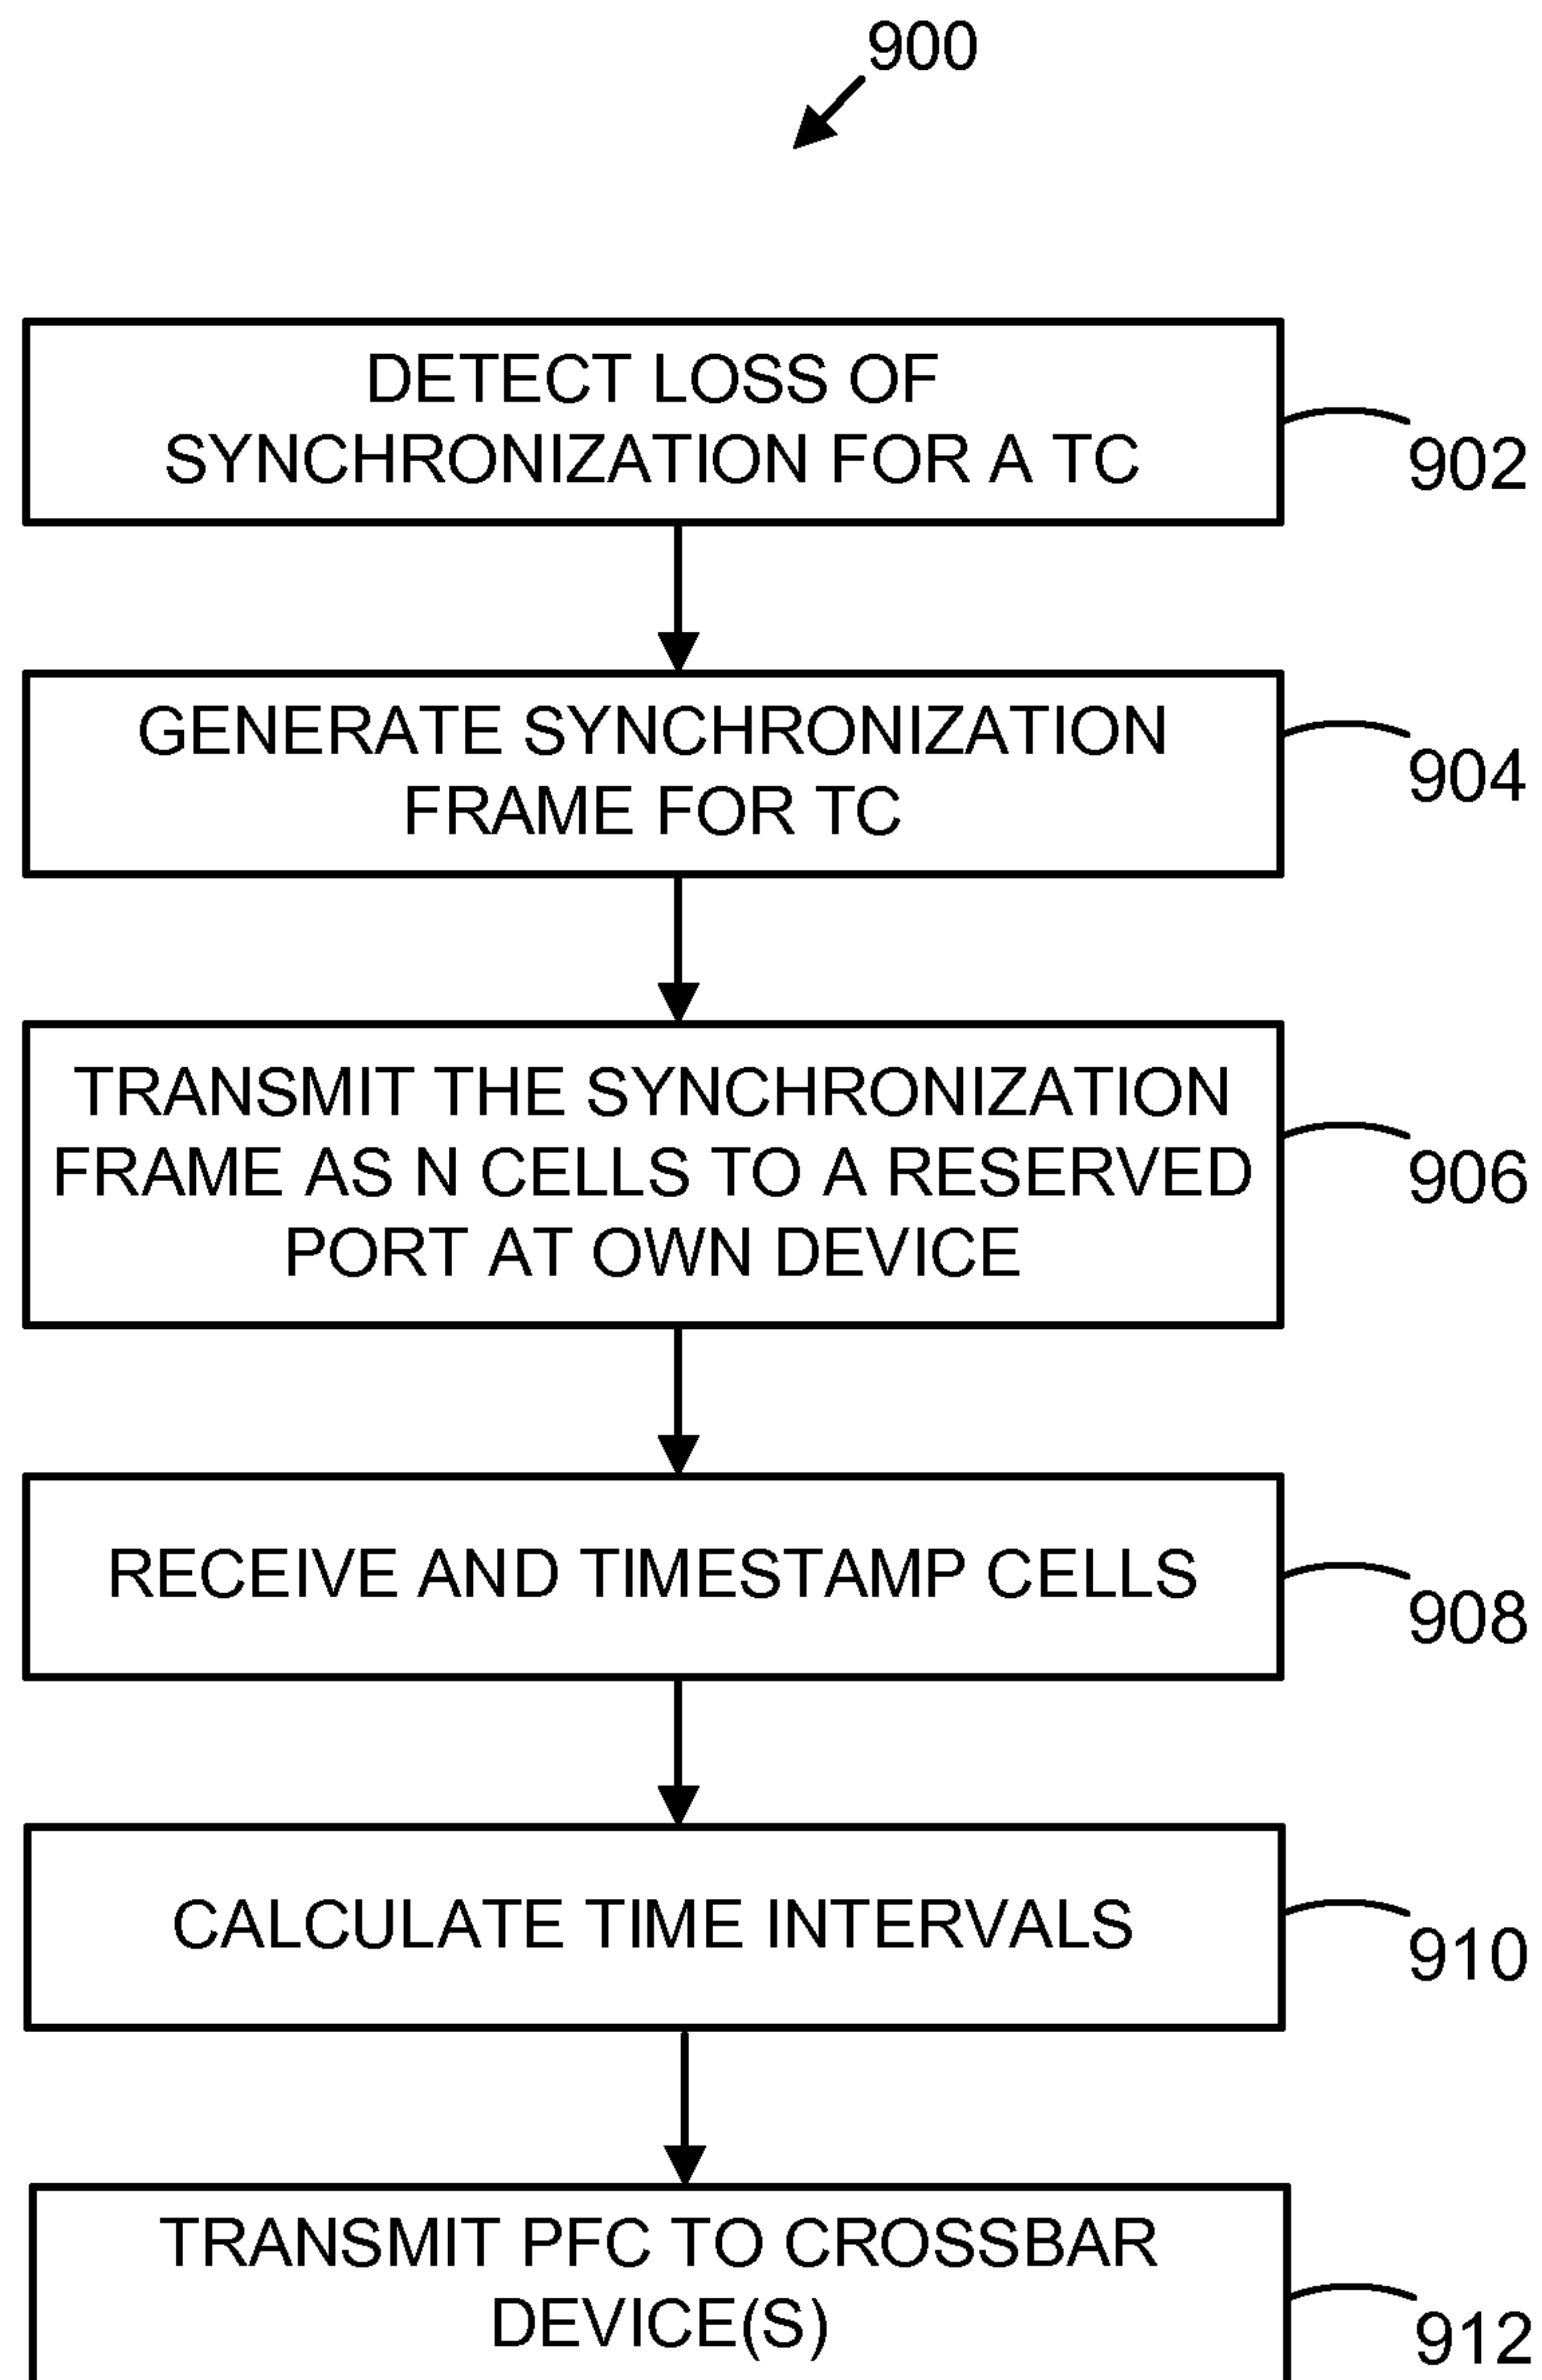 900
DETECT LOSS OF
SYNCHRONIZATION FOR A TC
902
GENERATE SYNCHRONIZATION
FRAME FOR TC
904
TRANSMIT THE SYNCHRONIZATION
FRAME AS N CELLS TO A RESERVED
PORT AT OWN DEVICE
906
RECEIVE AND TIMESTAMP CELLS
908
CALCULATE TIME INTERVALS
910
TRANSMIT PFC TO CROSSBAR
DEVICE(S)
912